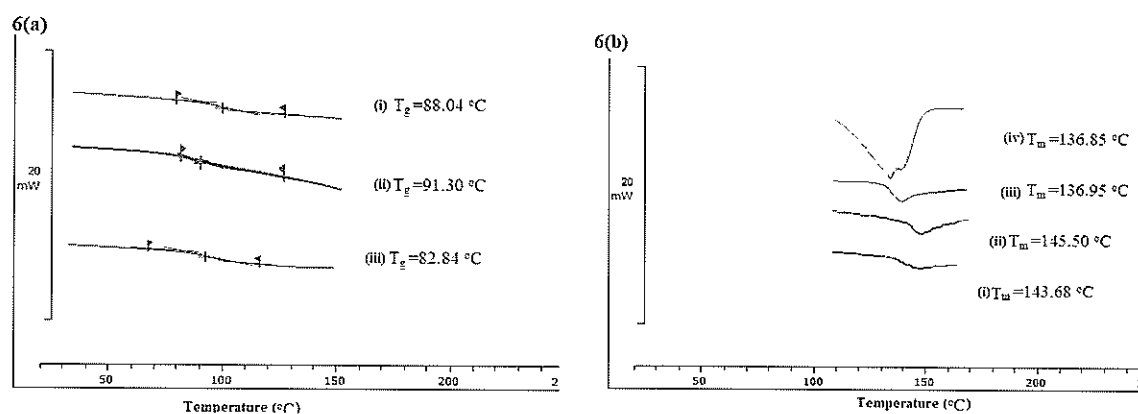 6(a)
(i) Tg=88.04 °C
(ii) Tg=91.30 °C
(iii) Tg=82.84 °C
20
mW
50 100 150 200 2
Temperature (°C)
6(b)
(iv) Tm=136.85 °C
(iii) Tm=136.95 °C
(ii) Tm=145.50 °C
(i)Tm=143.68 °C
20
mW
50 100 150 200
Temperature (°C)